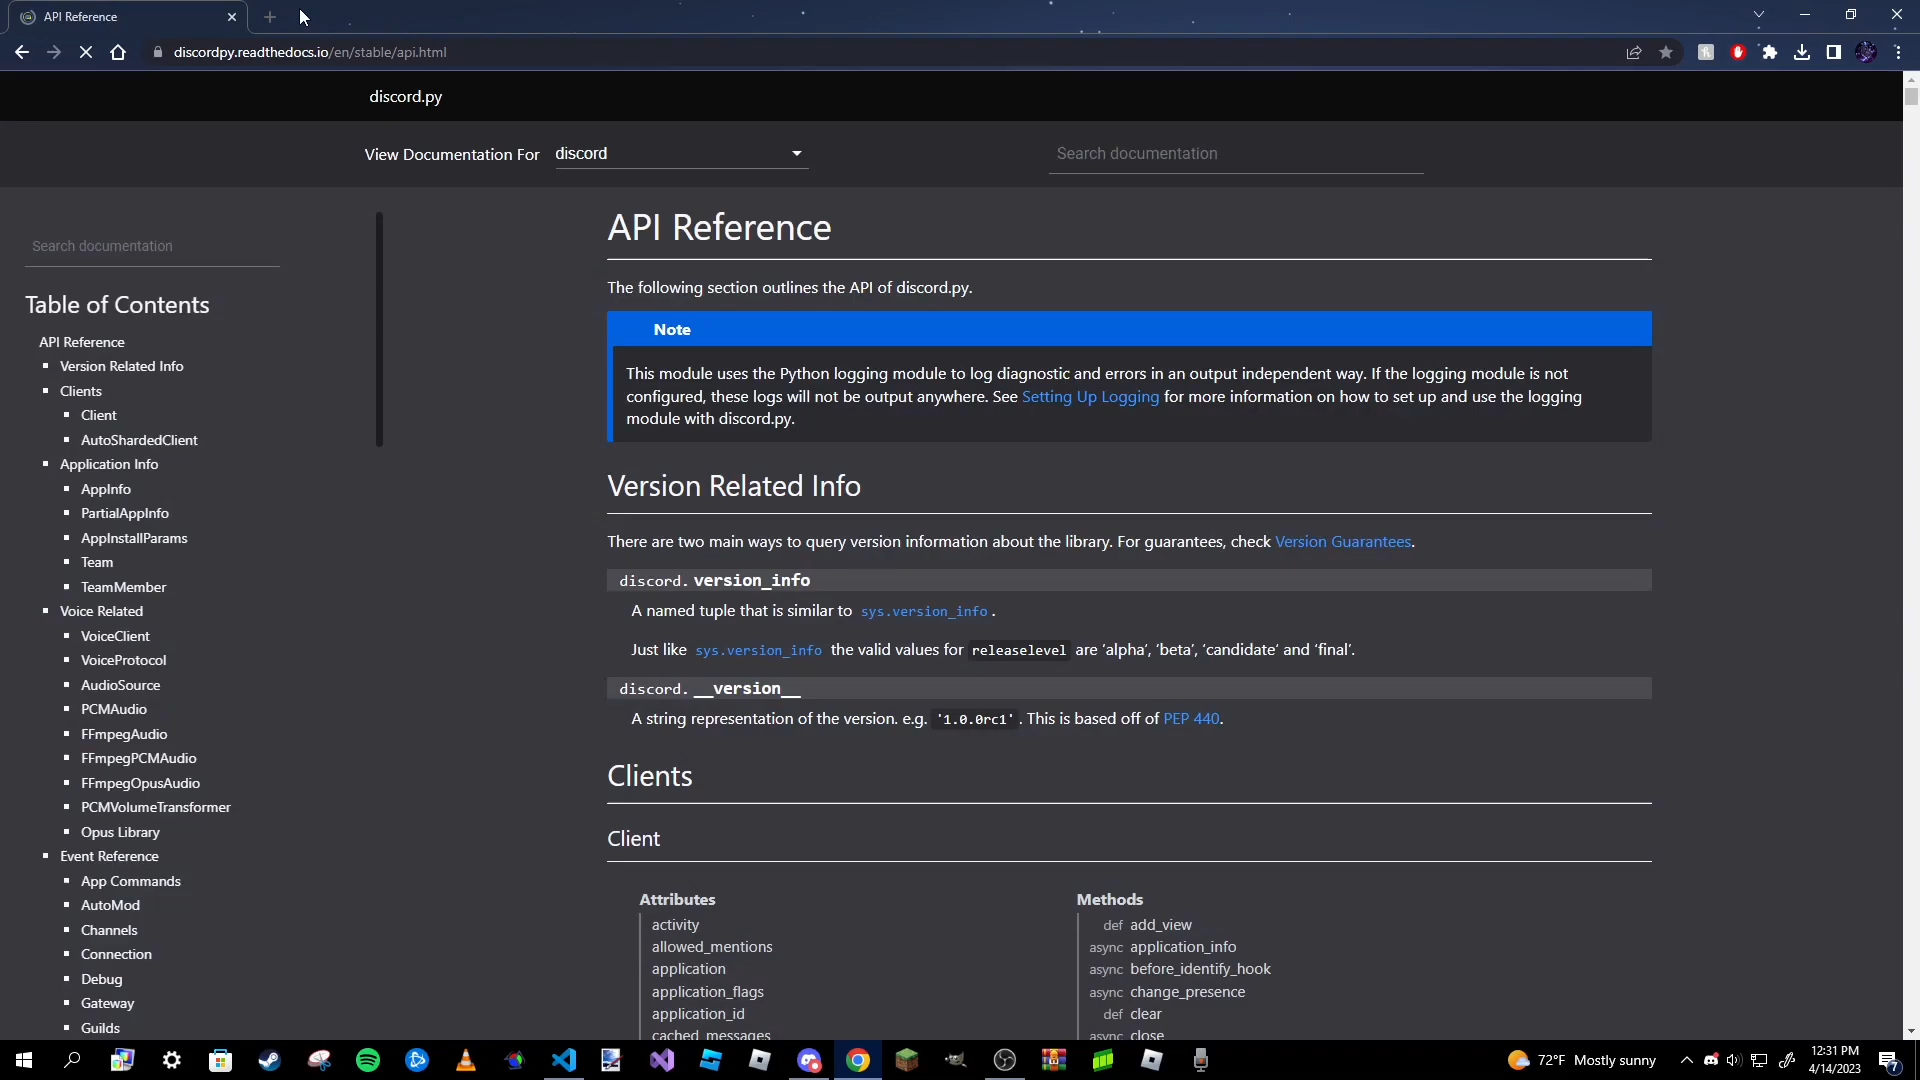 API Reference
discordpy.readthedocs.io/en/stable/api.html
discord.py
View Documentation For discord
Search documentation
Search documentation
Table of Contents
API Reference
Version Related Info
Clients
Client
AutoShardedClient
Application Info
AppInfo
PartialAppInfo
AppInstallParams
Team
TeamMember
Voice Related
VoiceClient
VoiceProtocol
AudioSource
PCMAudio
FFmpegAudio
FFmpegPCMAudio
FFmpegOpusAudio
PCMVolumeTransformer
Opus Library
Event Reference
App Commands
AutoMod
Channels
Connection
Debug
Gateway
Guilds
API Reference
The following section outlines the API of discord.py.
Note
This module uses the Python logging module to log diagnostic and errors in an output independent way. If the logging module is not
configured, these logs will not be output anywhere. See Setting Up Logging for more information on how to set up and use the logging
module with discord.py.
Version Related Info
There are two main ways to query version information about the library. For guarantees, check Version Guarantees.
discord. version_info
A named tuple that is similar to sys.version_info.
Just like sys.version_info the valid values for releaselevel are ‘alpha’, ‘beta’, ‘candidate’ and ‘final’.
discord. __version__
A string representation of the version. e.g. '1.0.0rc1'. This is based off of PEP 440.
Clients
Client
Attributes
activity
allowed_mentions
application
application_flags
application_id
cached_messages
Methods
def add_view
async application_info
async before_identify_hook
async change_presence
def clear
async close
72°F Mostly sunny
12:31 PM
4/14/2023
7